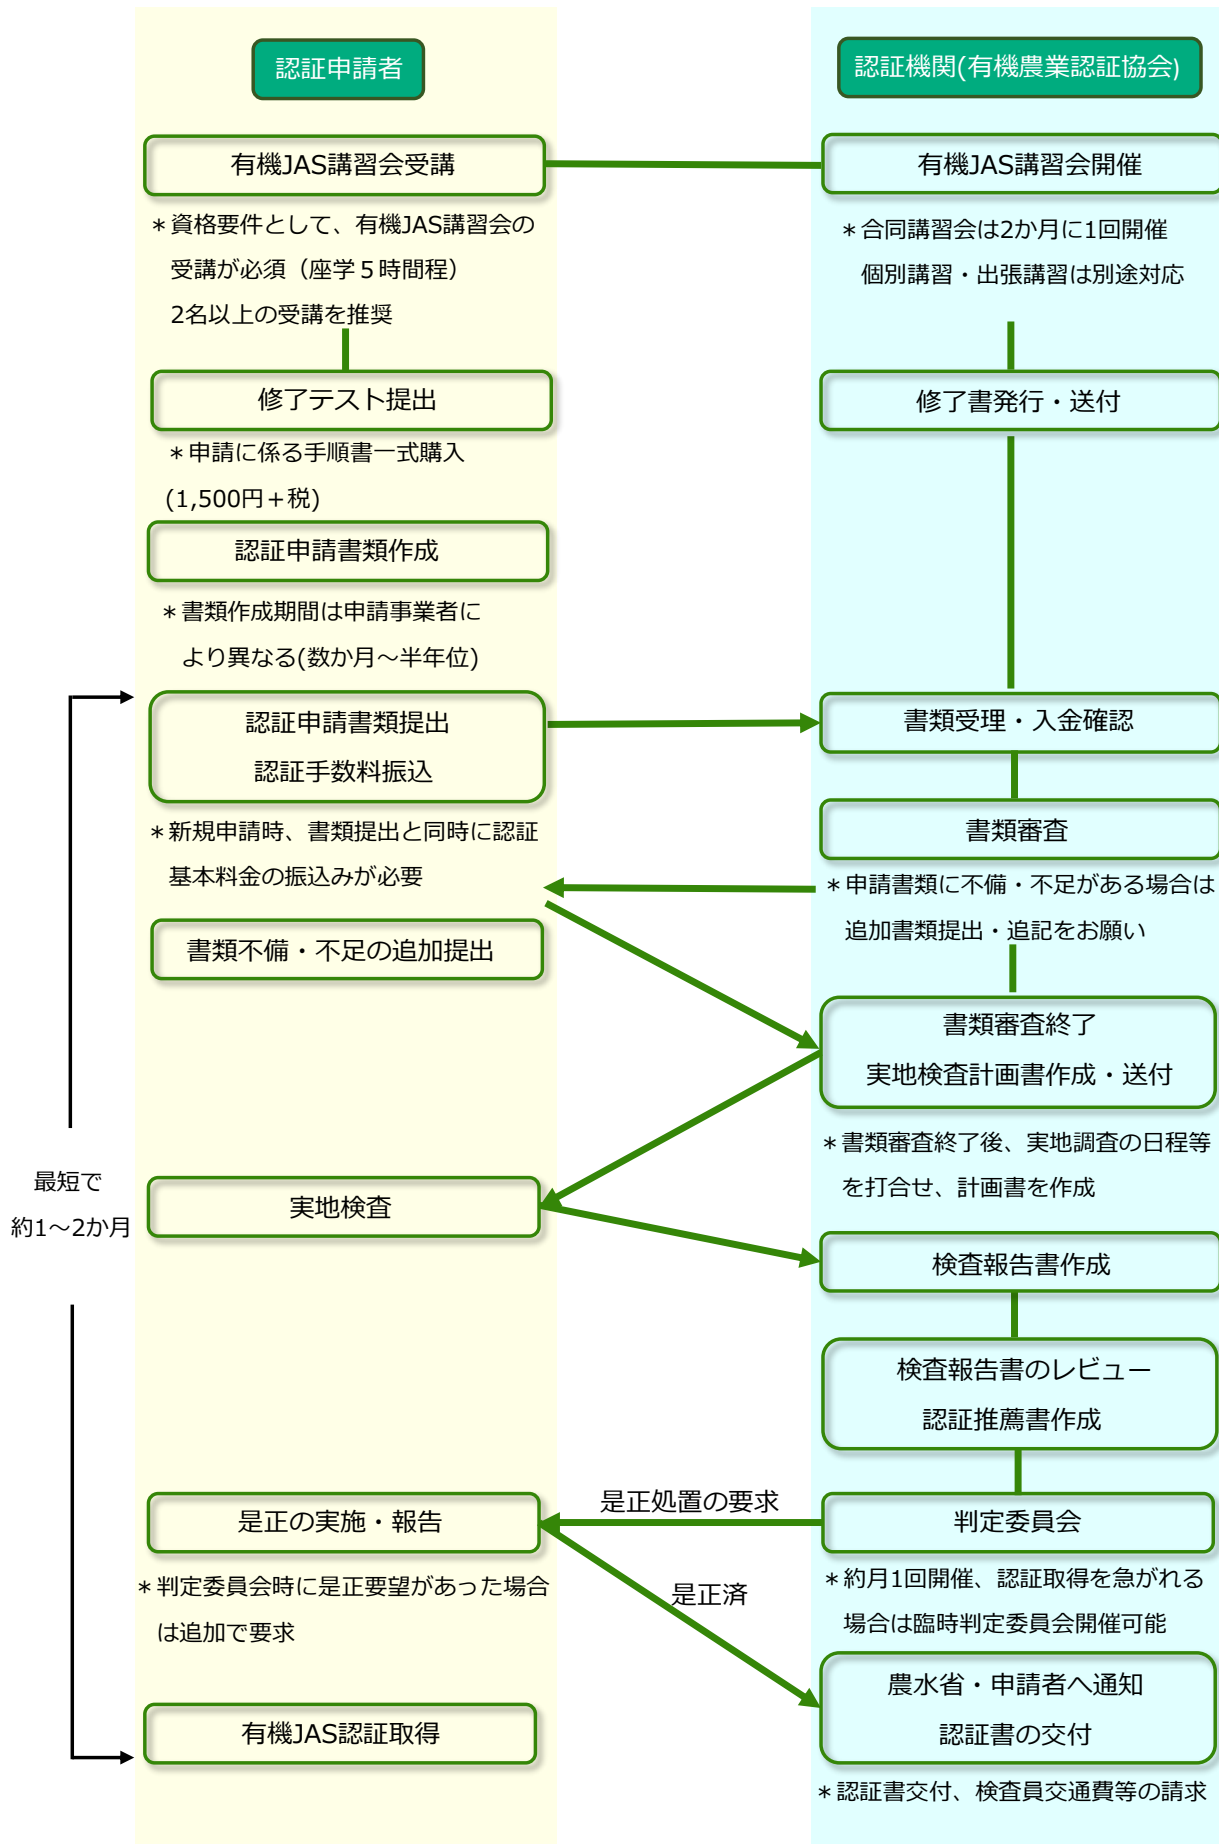 認証申請者
認証機関(有機農業認証協会)
有機JAS講習会受講
有機JAS講習会開催
＊資格要件として、有機JAS講習会の
受講が必須（座学５時間程）
2名以上の受講を推奨
＊合同講習会は2か月に1回開催
個別講習・出張講習は別途対応
修了テスト提出
修了書発行・送付
＊申請に係る手順書一式購入
(1,500円＋税)
認証申請書類作成
＊書類作成期間は申請事業者に
より異なる(数か月～半年位)
認証申請書類提出
認証手数料振込
書類受理・入金確認
＊新規申請時、書類提出と同時に認証
基本料金の振込みが必要
書類審査
＊申請書類に不備・不足がある場合は
追加書類提出・追記をお願い
書類不備・不足の追加提出
書類審査終了
実地検査計画書作成・送付
＊書類審査終了後、実地調査の日程等
を打合せ、計画書を作成
最短で
約1～2か月
実地検査
検査報告書作成
検査報告書のレビュー
認証推薦書作成
是正処置の要求
是正の実施・報告
判定委員会
＊判定委員会時に是正要望があった場合
は追加で要求
是正済
＊約月1回開催、認証取得を急がれる
場合は臨時判定委員会開催可能
農水省・申請者へ通知
認証書の交付
有機JAS認証取得
＊認証書交付、検査員交通費等の請求